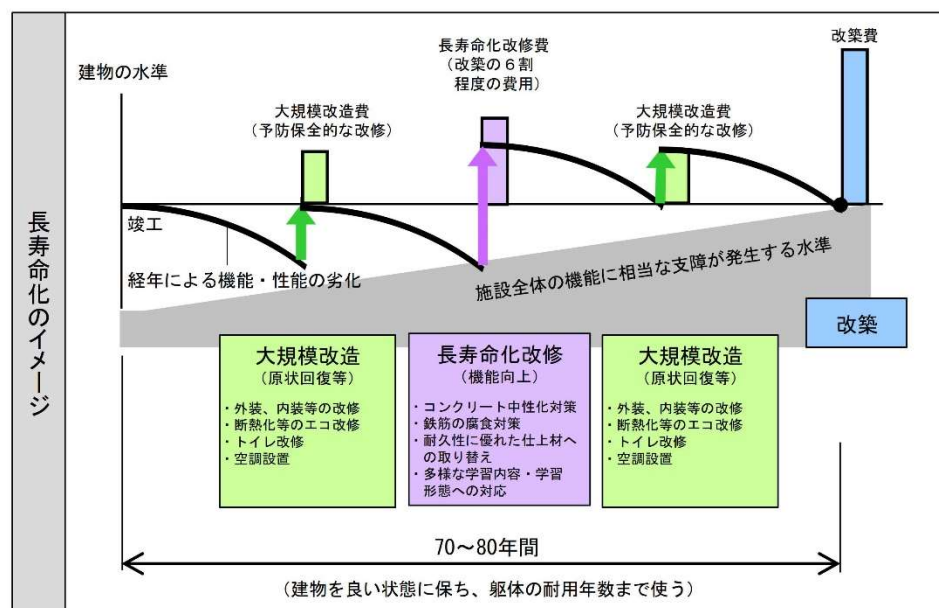 長寿命化のイメージ
建物の水準
大規模改造費
(予防保全的な改修)
長寿命化改修費
(改築の6割
程度の費用)
大規模改造費
(予防保全的な改修)
改築費
竣工
経年による機能・性能の劣化
施設全体の機能に相当な支障が発生する水準
大規模改造
(原状回復等)
・外装、内装等の改修
・断熱化等のエコ改修
・トイレ改修
・空調設置
長寿命化改修
(機能向上)
・コンクリート中性化対策
・鉄筋の腐食対策
・耐久性に優れた仕上材へ
の取り替え
・多様な学習内容・学習
形態への対応
大規模改造
(原状回復等)
・外装、内装等の改修
・断熱化等のエコ改修
・トイレ改修
・空調設置
改築
70～80年間
(建物を良い状態に保ち、躯体の耐用年数まで使う)